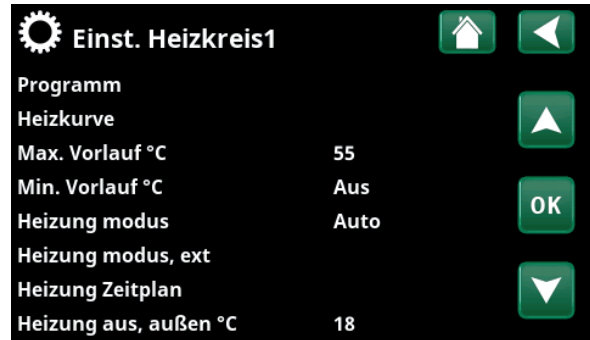 Einst. Heizkreis1
Programm
Heizkurve
Max. Vorlauf °C 55
Min. Vorlauf °C Aus
Heizung modus Auto
OK
Heizung modus, ext
Heizung Zeitplan
Heizung aus, außen °C 18